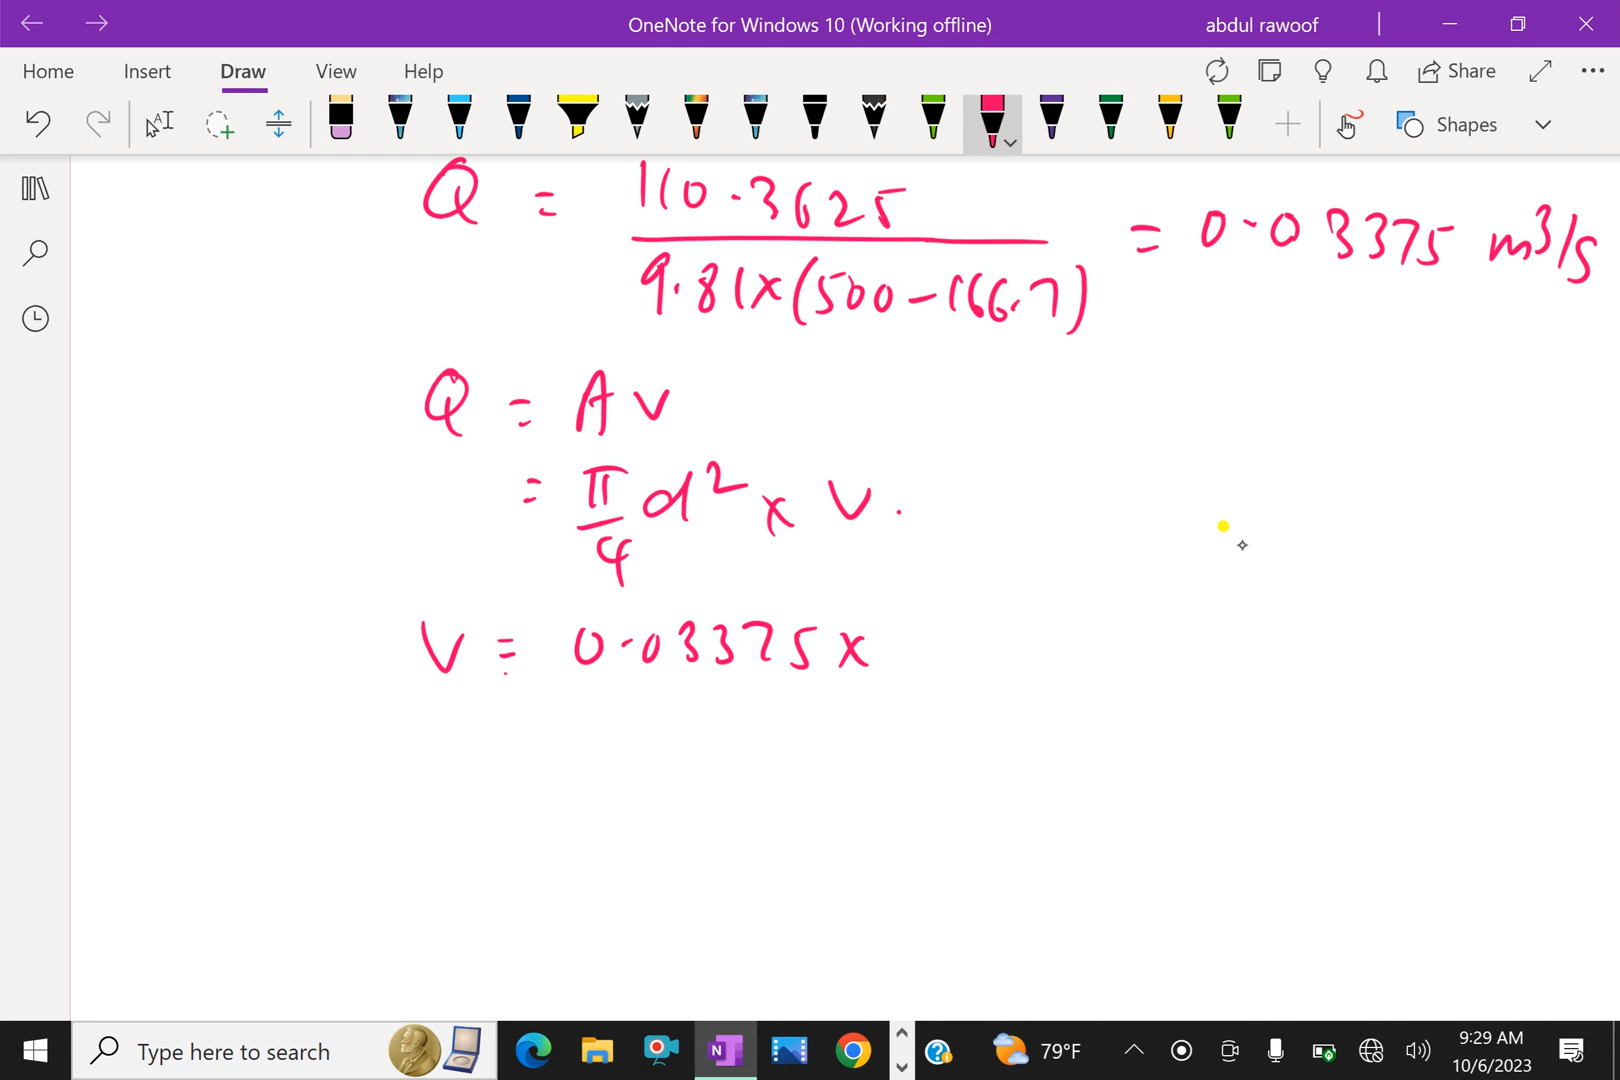 OneNote for Windows 10 (Working offline)
abdul rawoof
Home Insert Draw View Help
Share
Shapes
Q = 110.3625 / 9.81x(500-166.7) = 0.03375 m³/s
Q = AV
= π/4 d² x V.
V = 0.03375 x
Type here to search
79°F
9:29 AM
10/6/2023